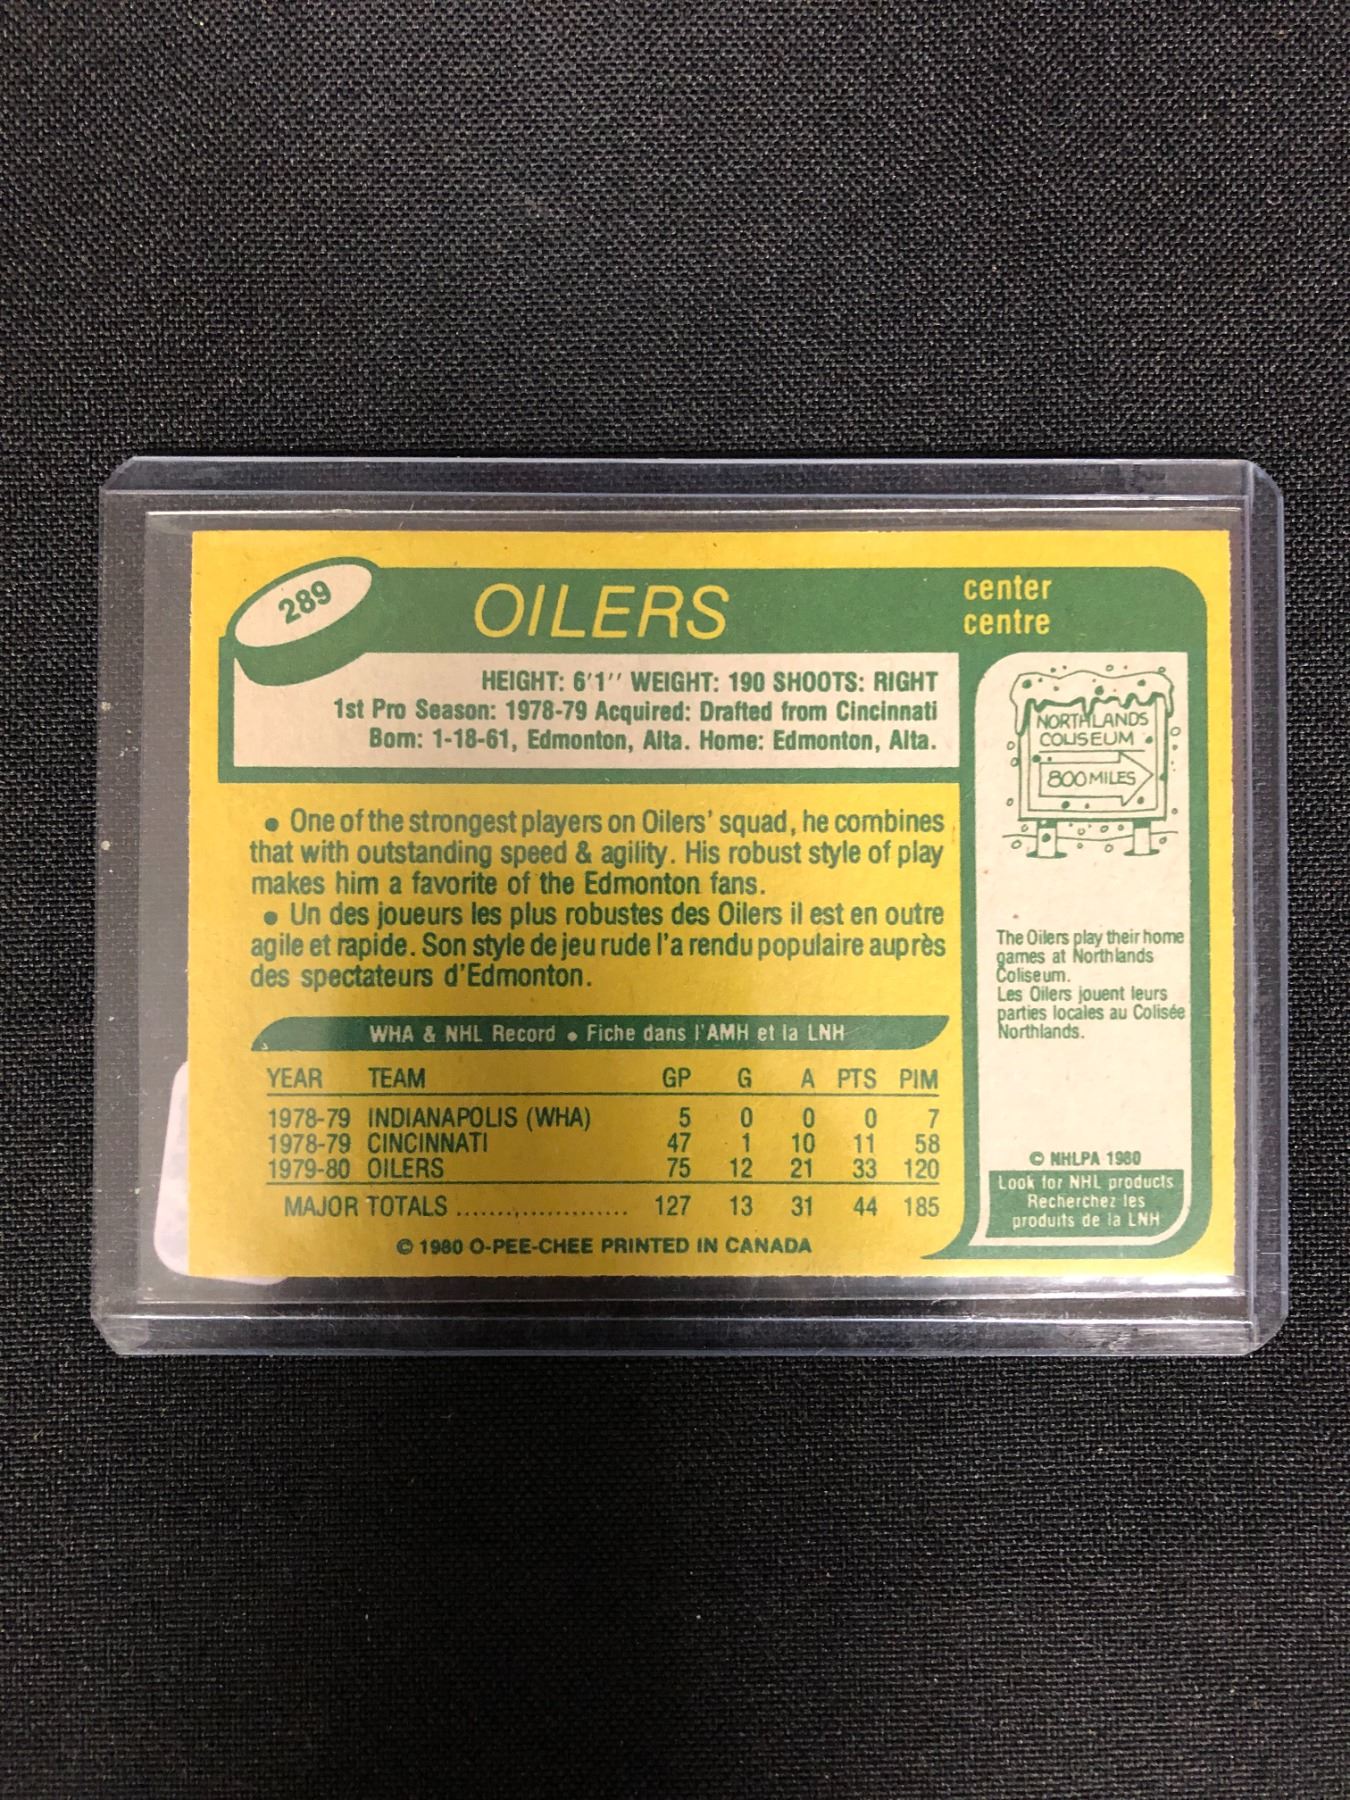 289
OILERS
center
centre
HEIGHT: 6'1'' WEIGHT: 190 SHOOTS: RIGHT
1st Pro Season: 1978-79 Acquired: Drafted from Cincinnati
Born: 1-18-61, Edmonton, Alta. Home: Edmonton, Alta.
NORTHLANDS
COLISEUM
800 MILES
• One of the strongest players on Oilers' squad, he combines
that with outstanding speed & agility. His robust style of play
makes him a favorite of the Edmonton fans.
• Un des joueurs les plus robustes des Oilers il est en outre
agile et rapide. Son style de jeu rude l'a rendu populaire auprès
des spectateurs d'Edmonton.
The Oilers play their home
games at Northlands
Coliseum.
Les Oilers jouent leurs
parties locales au Colisée
Northlands.
WHA & NHL Record • Fiche dans l'AMH et la LNH
YEAR TEAM GP G A PTS PIM
1978-79 INDIANAPOLIS (WHA) 5 0 0 0 7
1978-79 CINCINNATI 47 1 10 11 58
1979-80 OILERS 75 12 21 33 120
MAJOR TOTALS ...................... 127 13 31 44 185
© 1980 O-PEE-CHEE PRINTED IN CANADA
© NHLPA 1980
Look for NHL products
Recherchez les
produits de la LNH